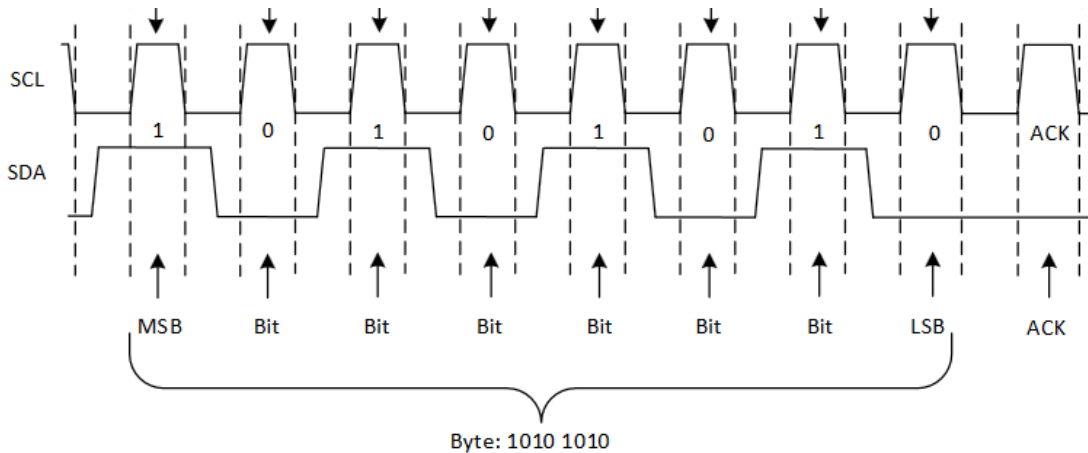 SCL
1 0 1 0 1 0 1 0 ACK
SDA
MSB Bit Bit Bit Bit Bit Bit LSB ACK
Byte: 1010 1010